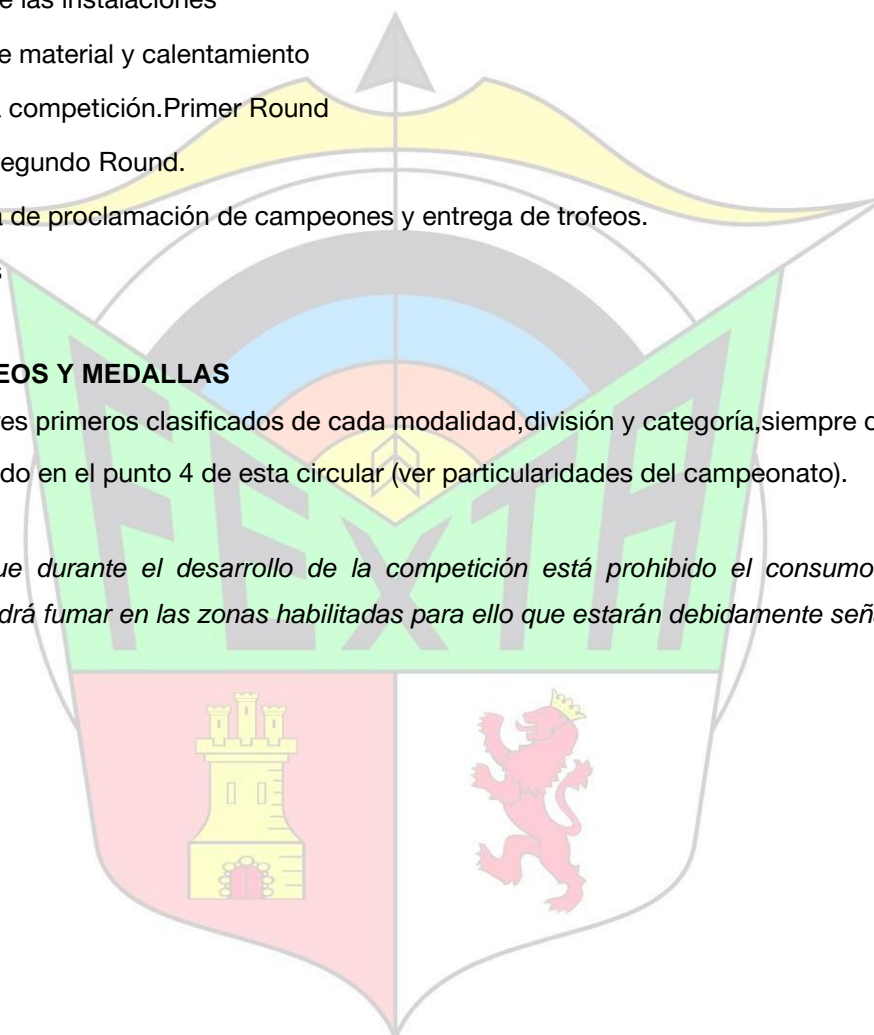 e las instalaciones
e material y calentamiento
competición.Primer Round
egundo Round.
de proclamación de campeones y entrega de trofeos.
s
EOS Y MEDALLAS
res primeros clasificados de cada modalidad,división y categoría,siempre
do en el punto 4 de esta circular (ver particularidades del campeonato).
ue durante el desarrollo de la competición está prohibido el consumo
drá fumar en las zonas habilitadas para ello que estarán debidamente seña
FExTA